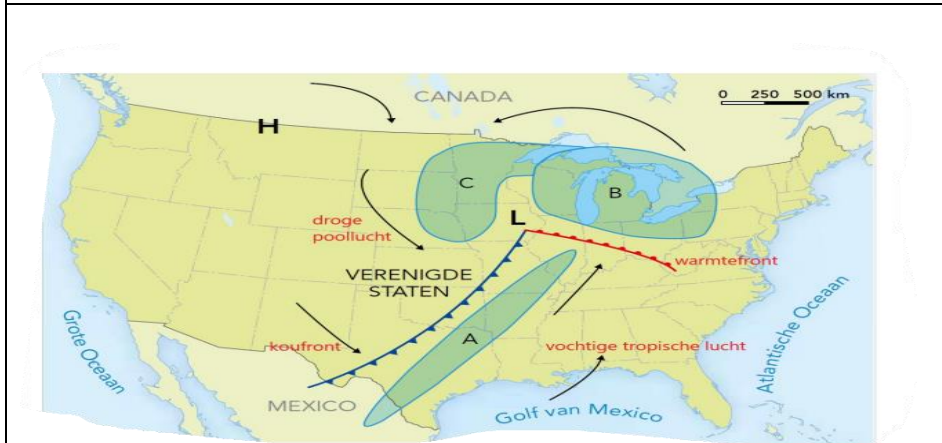 CANADA
0 250 500 km
H
C
B
droge
poollucht
L
warmtefront
VERENIGDE
STATEN
A
koufront
vochtige tropische lucht
MEXICO
Golf van Mexico
Grote Oceaan
Atlantische Oceaan